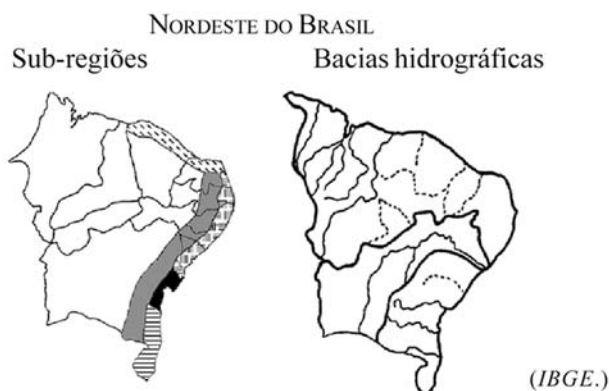 NORDESTE DO BRASIL
Sub-regiões
Bacias hidrográficas
(IBGE.)